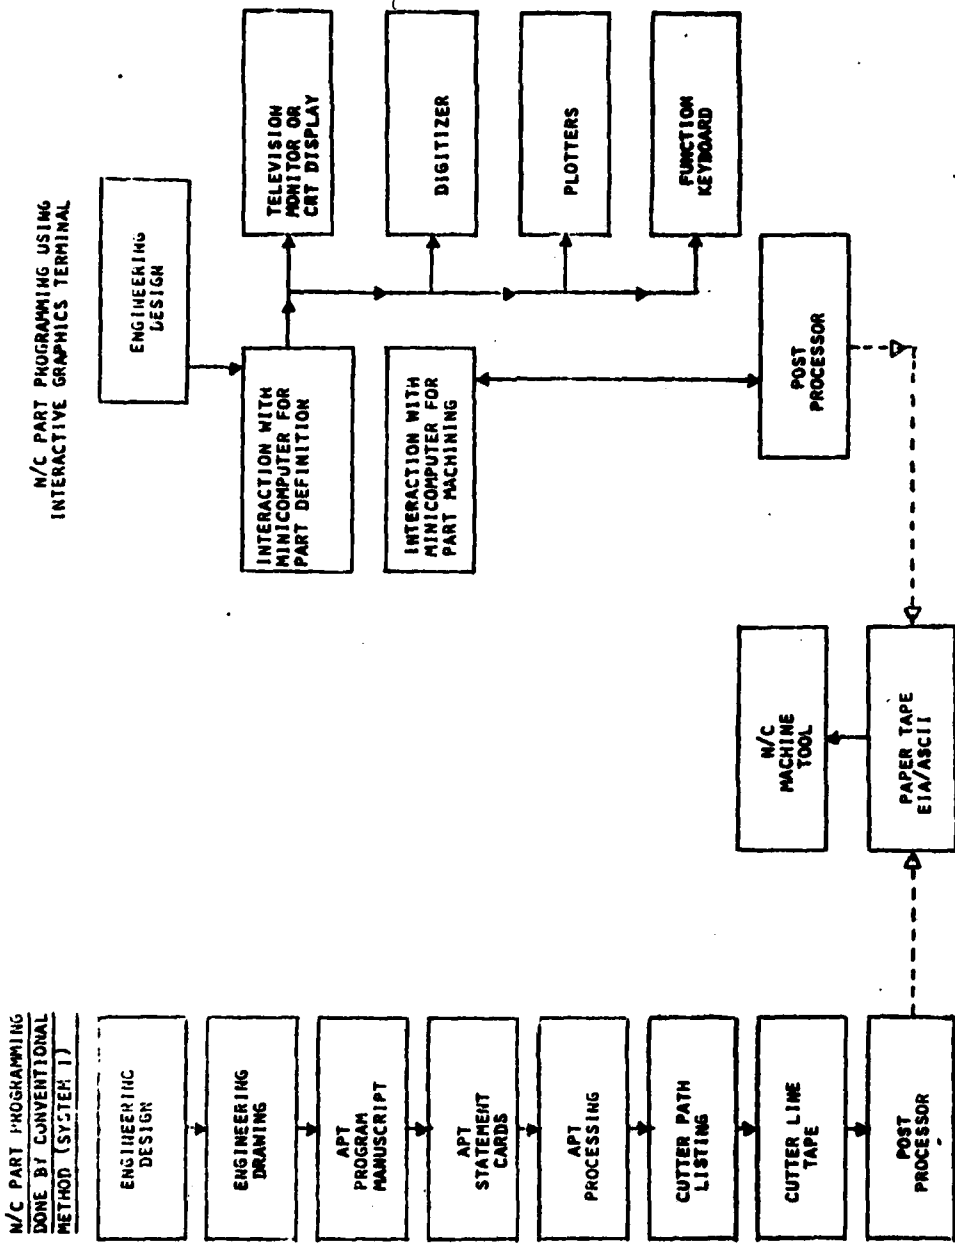 N/C PART PROGRAMMING
DONE BY CONVENTIONAL
METHOD (SYSTEM 1)
ENGINEERING
DESIGN
ENGINEERING
DRAWING
APT
PROGRAM
MANUSCRIPT
APT
STATEMENT
CARDS
APT
PROCESSING
CUTTER PATH
LISTING
CUTTER LINE
TAPE
POST
PROCESSOR
N/C
MACHINE
TOOL
PAPER TAPE
EIA/ASCII
N/C PART PROGRAMMING USING
INTERACTIVE GRAPHICS TERMINAL
ENGINEERING
DESIGN
INTERACTION WITH
MINICOMPUTER FOR
PART DEFINITION
INTERACTION WITH
MINICOMPUTER FOR
PART MACHINING
POST
PROCESSOR
TELEVISION
MONITOR OR
CRT DISPLAY
DIGITIZER
PLOTTERS
FUNCTION
KEYBOARD